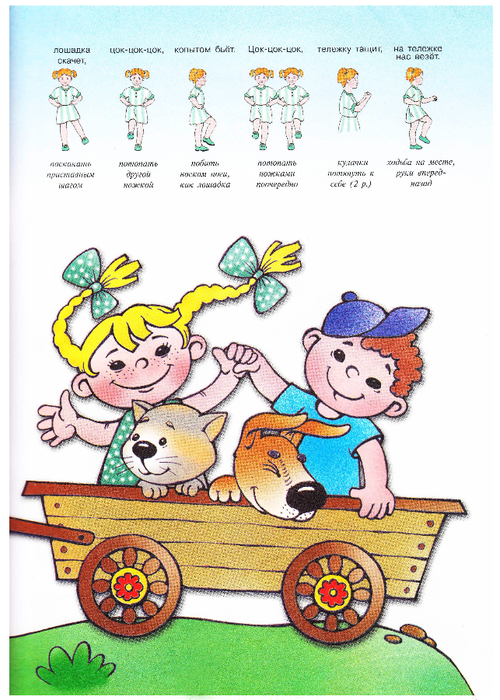 лошадка скачет, цок-цок-цок, копытом бьёт. Цок-цок-цок, тележку тащит, на тележке нас везёт.
поскакать приставным шагом
потопать другой ножкой
побить носком ноги, как лошадка
потопать ножками поочередно
кулачки потянуть к себе (2 р.)
ходьба на месте, руки вперед-назад